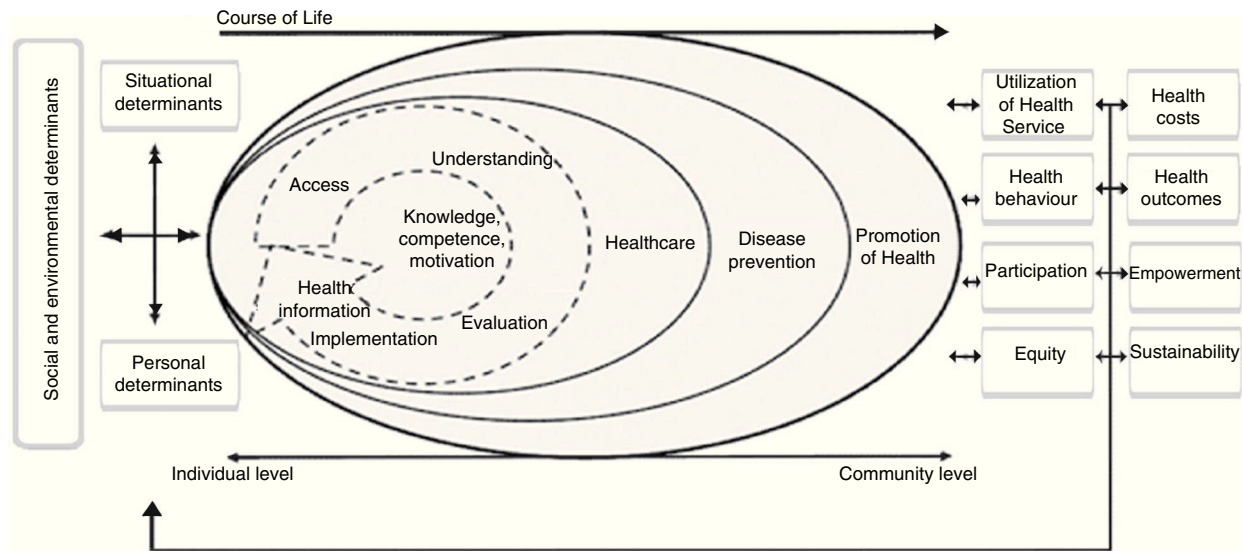 Course of Life
Social and environmental determinants
Situational
determinants
Personal
determinants
Access
Understanding
Knowledge,
competence,
motivation
Health
information
Implementation
Evaluation
Healthcare
Disease
prevention
Promotion
of Health
Utilization
of Health
Service
Health
costs
Health
behaviour
Health
outcomes
Participation
Empowerment
Equity
Sustainability
Individual level
Community level